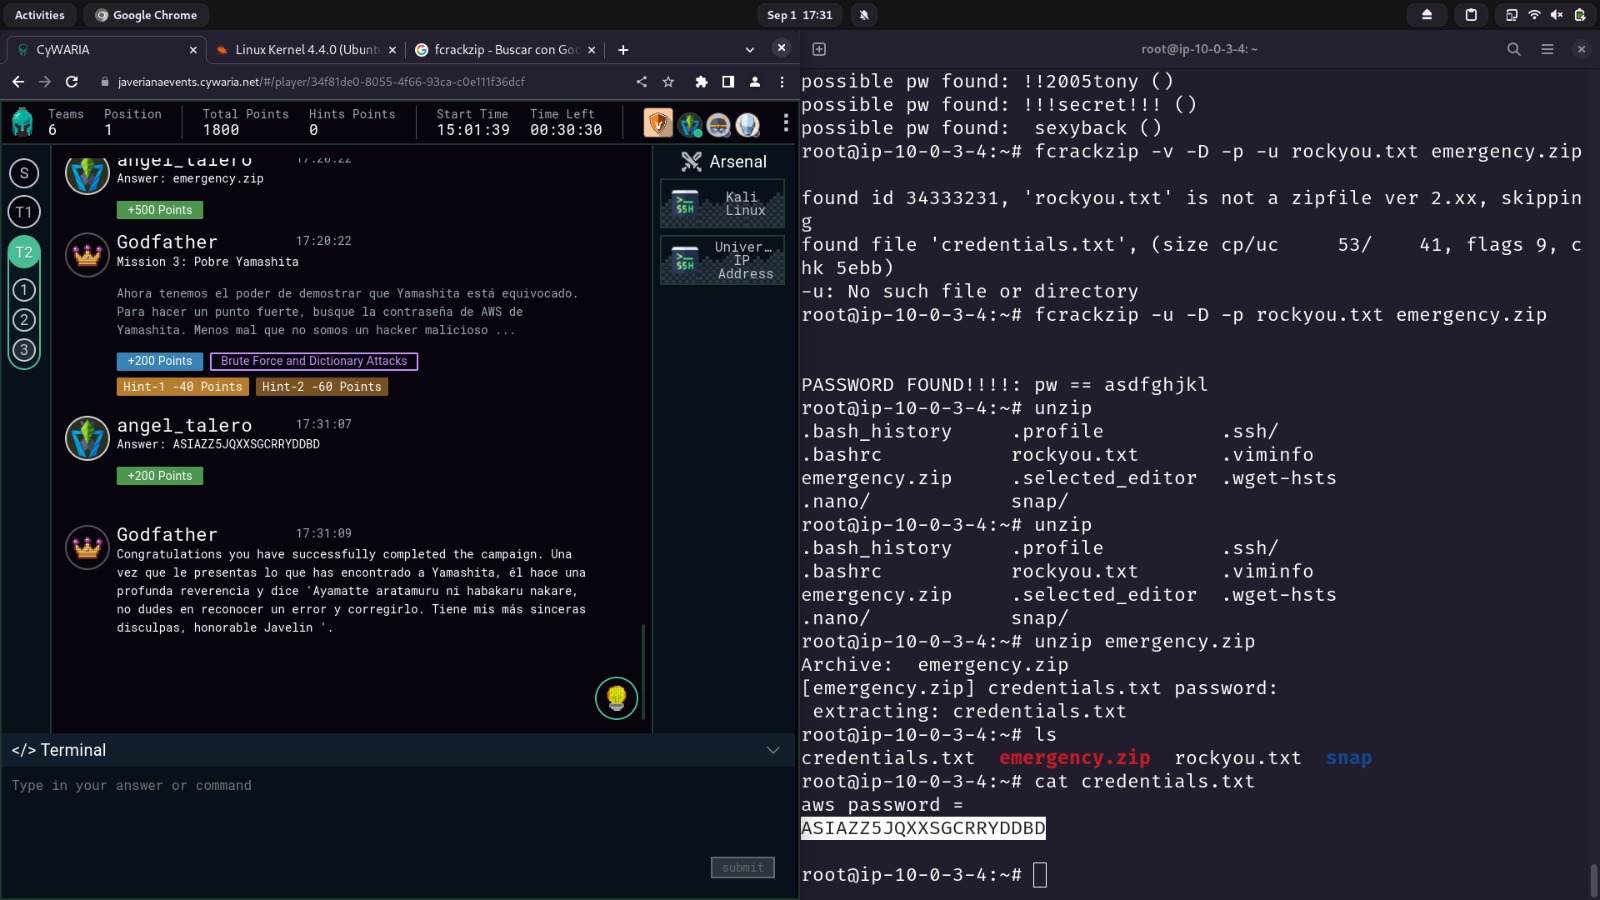 Activities
Google Chrome
Sep 1 17:31
CyWARIA
Linux Kernel 4.4.0 (Ubunt
fcrackzip - Buscar con Goo
javerianaevents.cywaria.net/#/player/34f81de0-8055-4f66-93ca-c0e111f36dcf
Teams
6
Position
1
Total Points
1800
Hints Points
0
Start Time
15:01:39
Time Left
00:30:30
S
T1
T2
1
2
3
angel_talero 17:20:22
Answer: emergency.zip
+500 Points
Godfather 17:20:22
Mission 3: Pobre Yamashita
Ahora tenemos el poder de demostrar que Yamashita está equivocado.
Para hacer un punto fuerte, busque la contraseña de AWS de
Yamashita. Menos mal que no somos un hacker malicioso ...
+200 Points Brute Force and Dictionary Attacks
Hint-1 -40 Points Hint-2 -60 Points
angel_talero 17:31:07
Answer: ASIAZZ5JQXXSGCRRYDDBD
+200 Points
Godfather 17:31:09
Congratulations you have successfully completed the campaign. Una
vez que le presentas lo que has encontrado a Yamashita, él hace una
profunda reverencia y dice 'Ayamatte aratamuru ni habakaru nakare,
no dudes en reconocer un error y corregirlo. Tiene mis más sinceras
disculpas, honorable Javelin '.
Arsenal
>_
SSH
Kali
Linux
>_
SSH
Univer…
IP
Address
</> Terminal
Type in your answer or command
submit
root@ip-10-0-3-4: ~
possible pw found: !!2005tony ()
possible pw found: !!!secret!!! ()
possible pw found:  sexyback ()
root@ip-10-0-3-4:~# fcrackzip -v -D -p -u rockyou.txt emergency.zip
found id 34333231, 'rockyou.txt' is not a zipfile ver 2.xx, skippin
g
found file 'credentials.txt', (size cp/uc     53/    41, flags 9, c
hk 5ebb)
-u: No such file or directory
root@ip-10-0-3-4:~# fcrackzip -u -D -p rockyou.txt emergency.zip
PASSWORD FOUND!!!!: pw == asdfghjkl
root@ip-10-0-3-4:~# unzip
.bash_history     .profile          .ssh/
.bashrc           rockyou.txt       .viminfo
emergency.zip     .selected_editor  .wget-hsts
.nano/            snap/
root@ip-10-0-3-4:~# unzip
.bash_history     .profile          .ssh/
.bashrc           rockyou.txt       .viminfo
emergency.zip     .selected_editor  .wget-hsts
.nano/            snap/
root@ip-10-0-3-4:~# unzip emergency.zip
Archive:  emergency.zip
[emergency.zip] credentials.txt password:
 extracting: credentials.txt
root@ip-10-0-3-4:~# ls
credentials.txt  emergency.zip  rockyou.txt  snap
root@ip-10-0-3-4:~# cat credentials.txt
aws password =
ASIAZZ5JQXXSGCRRYDDBD
root@ip-10-0-3-4:~#